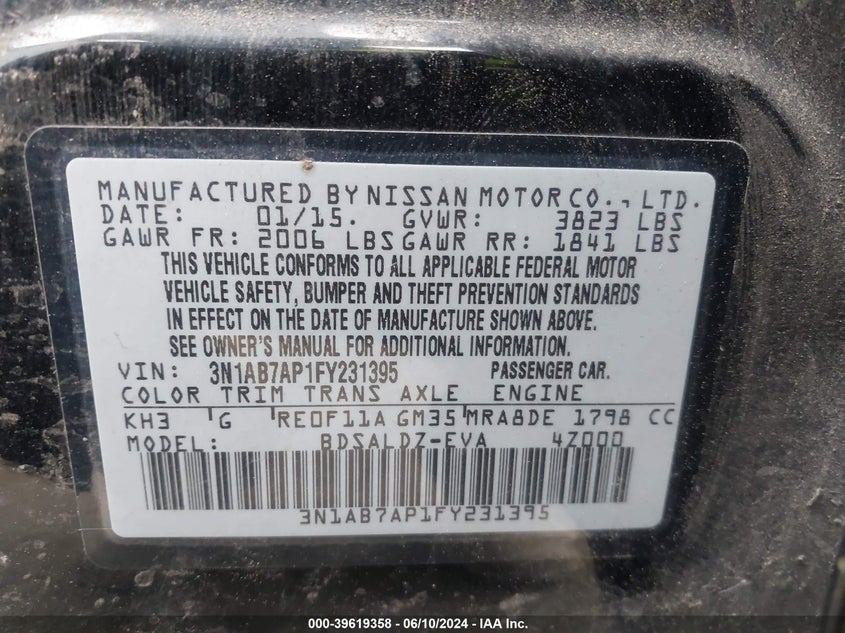 MANUFACTURED BY NISSAN MOTOR CO., LTD.
DATE: 01/15. GVWR: 3823 LBS
GAWR FR: 2006 LBS GAWR RR: 1841 LBS
THIS VEHICLE CONFORMS TO ALL APPLICABLE FEDERAL MOTOR
VEHICLE SAFETY, BUMPER AND THEFT PREVENTION STANDARDS
IN EFFECT ON THE DATE OF MANUFACTURE SHOWN ABOVE.
SEE OWNER'S MANUAL FOR ADDITIONAL INFORMATION.
VIN: 3N1AB7AP1FY231395 PASSENGER CAR.
COLOR TRIM TRANS AXLE ENGINE
KH3 G RE0F11A GM35 MRA8DE 1798 CC
MODEL: BDSALDZ-EVA 4Z000
3N1AB7AP1FY231395
000-39619358 - 06/10/2024 - IAA Inc.